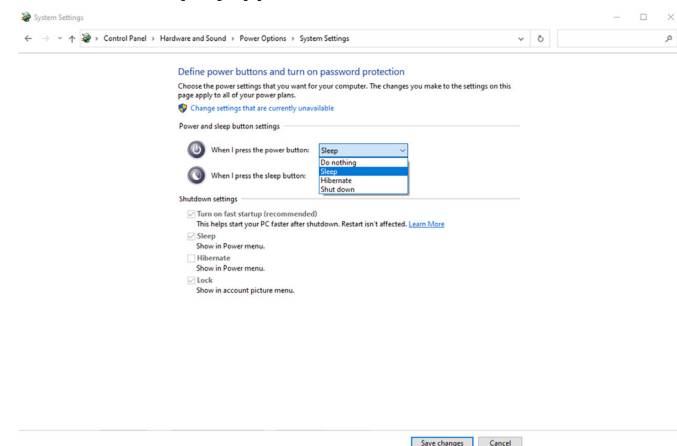 System Settings
Control Panel > Hardware and Sound > Power Options > System Settings
Define power buttons and turn on password protection
Choose the power settings that you want for your computer. The changes you make to the settings on this
page apply to all of your power plans.
Change settings that are currently unavailable
Power and sleep button settings
When I press the power button: Sleep
Do nothing
Sleep
When I press the sleep button: Hibernate
Shut down
Shutdown settings
Turn on fast startup (recommended)
This helps start your PC faster after shutdown. Restart isn't affected. Learn More
Sleep
Show in Power menu.
Hibernate
Show in Power menu.
Lock
Show in account picture menu.
Save changes Cancel